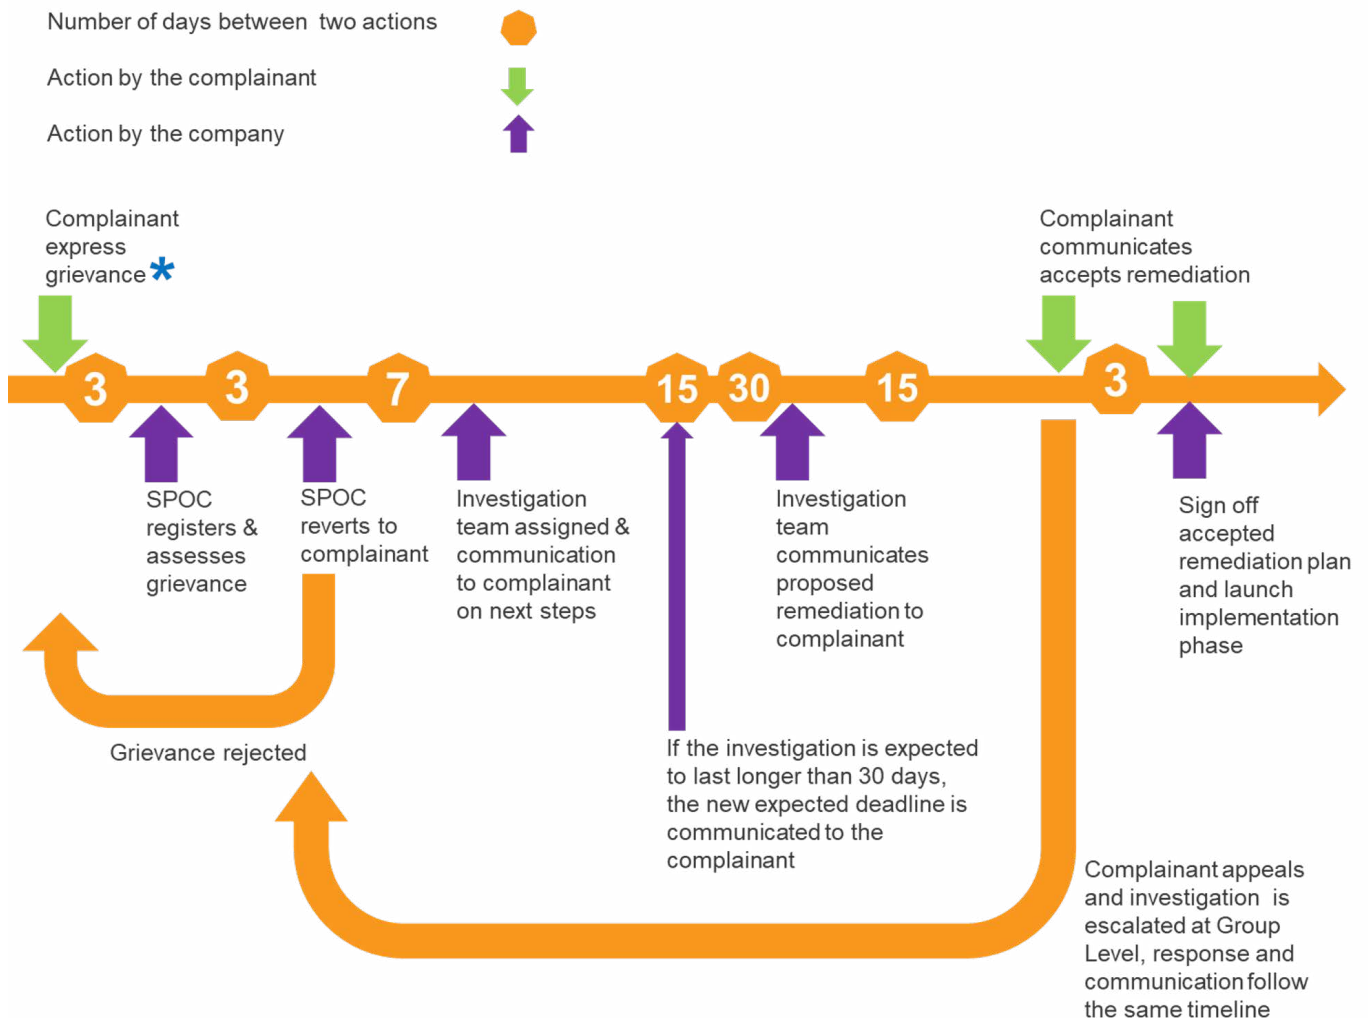 Number of days between two actions
Action by the complainant
Action by the company
Complainant
express
grievance *
Complainant
communicates
accepts remediation
3
3
7
15
30
15
3
SPOC
registers &
assesses
grievance
SPOC
reverts to
complainant
Investigation
team assigned &
communication
to complainant
on next steps
Investigation
team
communicates
proposed
remediation to
complainant
Sign off
accepted
remediation plan
and launch
implementation
phase
Grievance rejected
If the investigation is expected
to last longer than 30 days,
the new expected deadline is
communicated to the
complainant
Complainant appeals
and investigation is
escalated at Group
Level, response and
communication follow
the same timeline